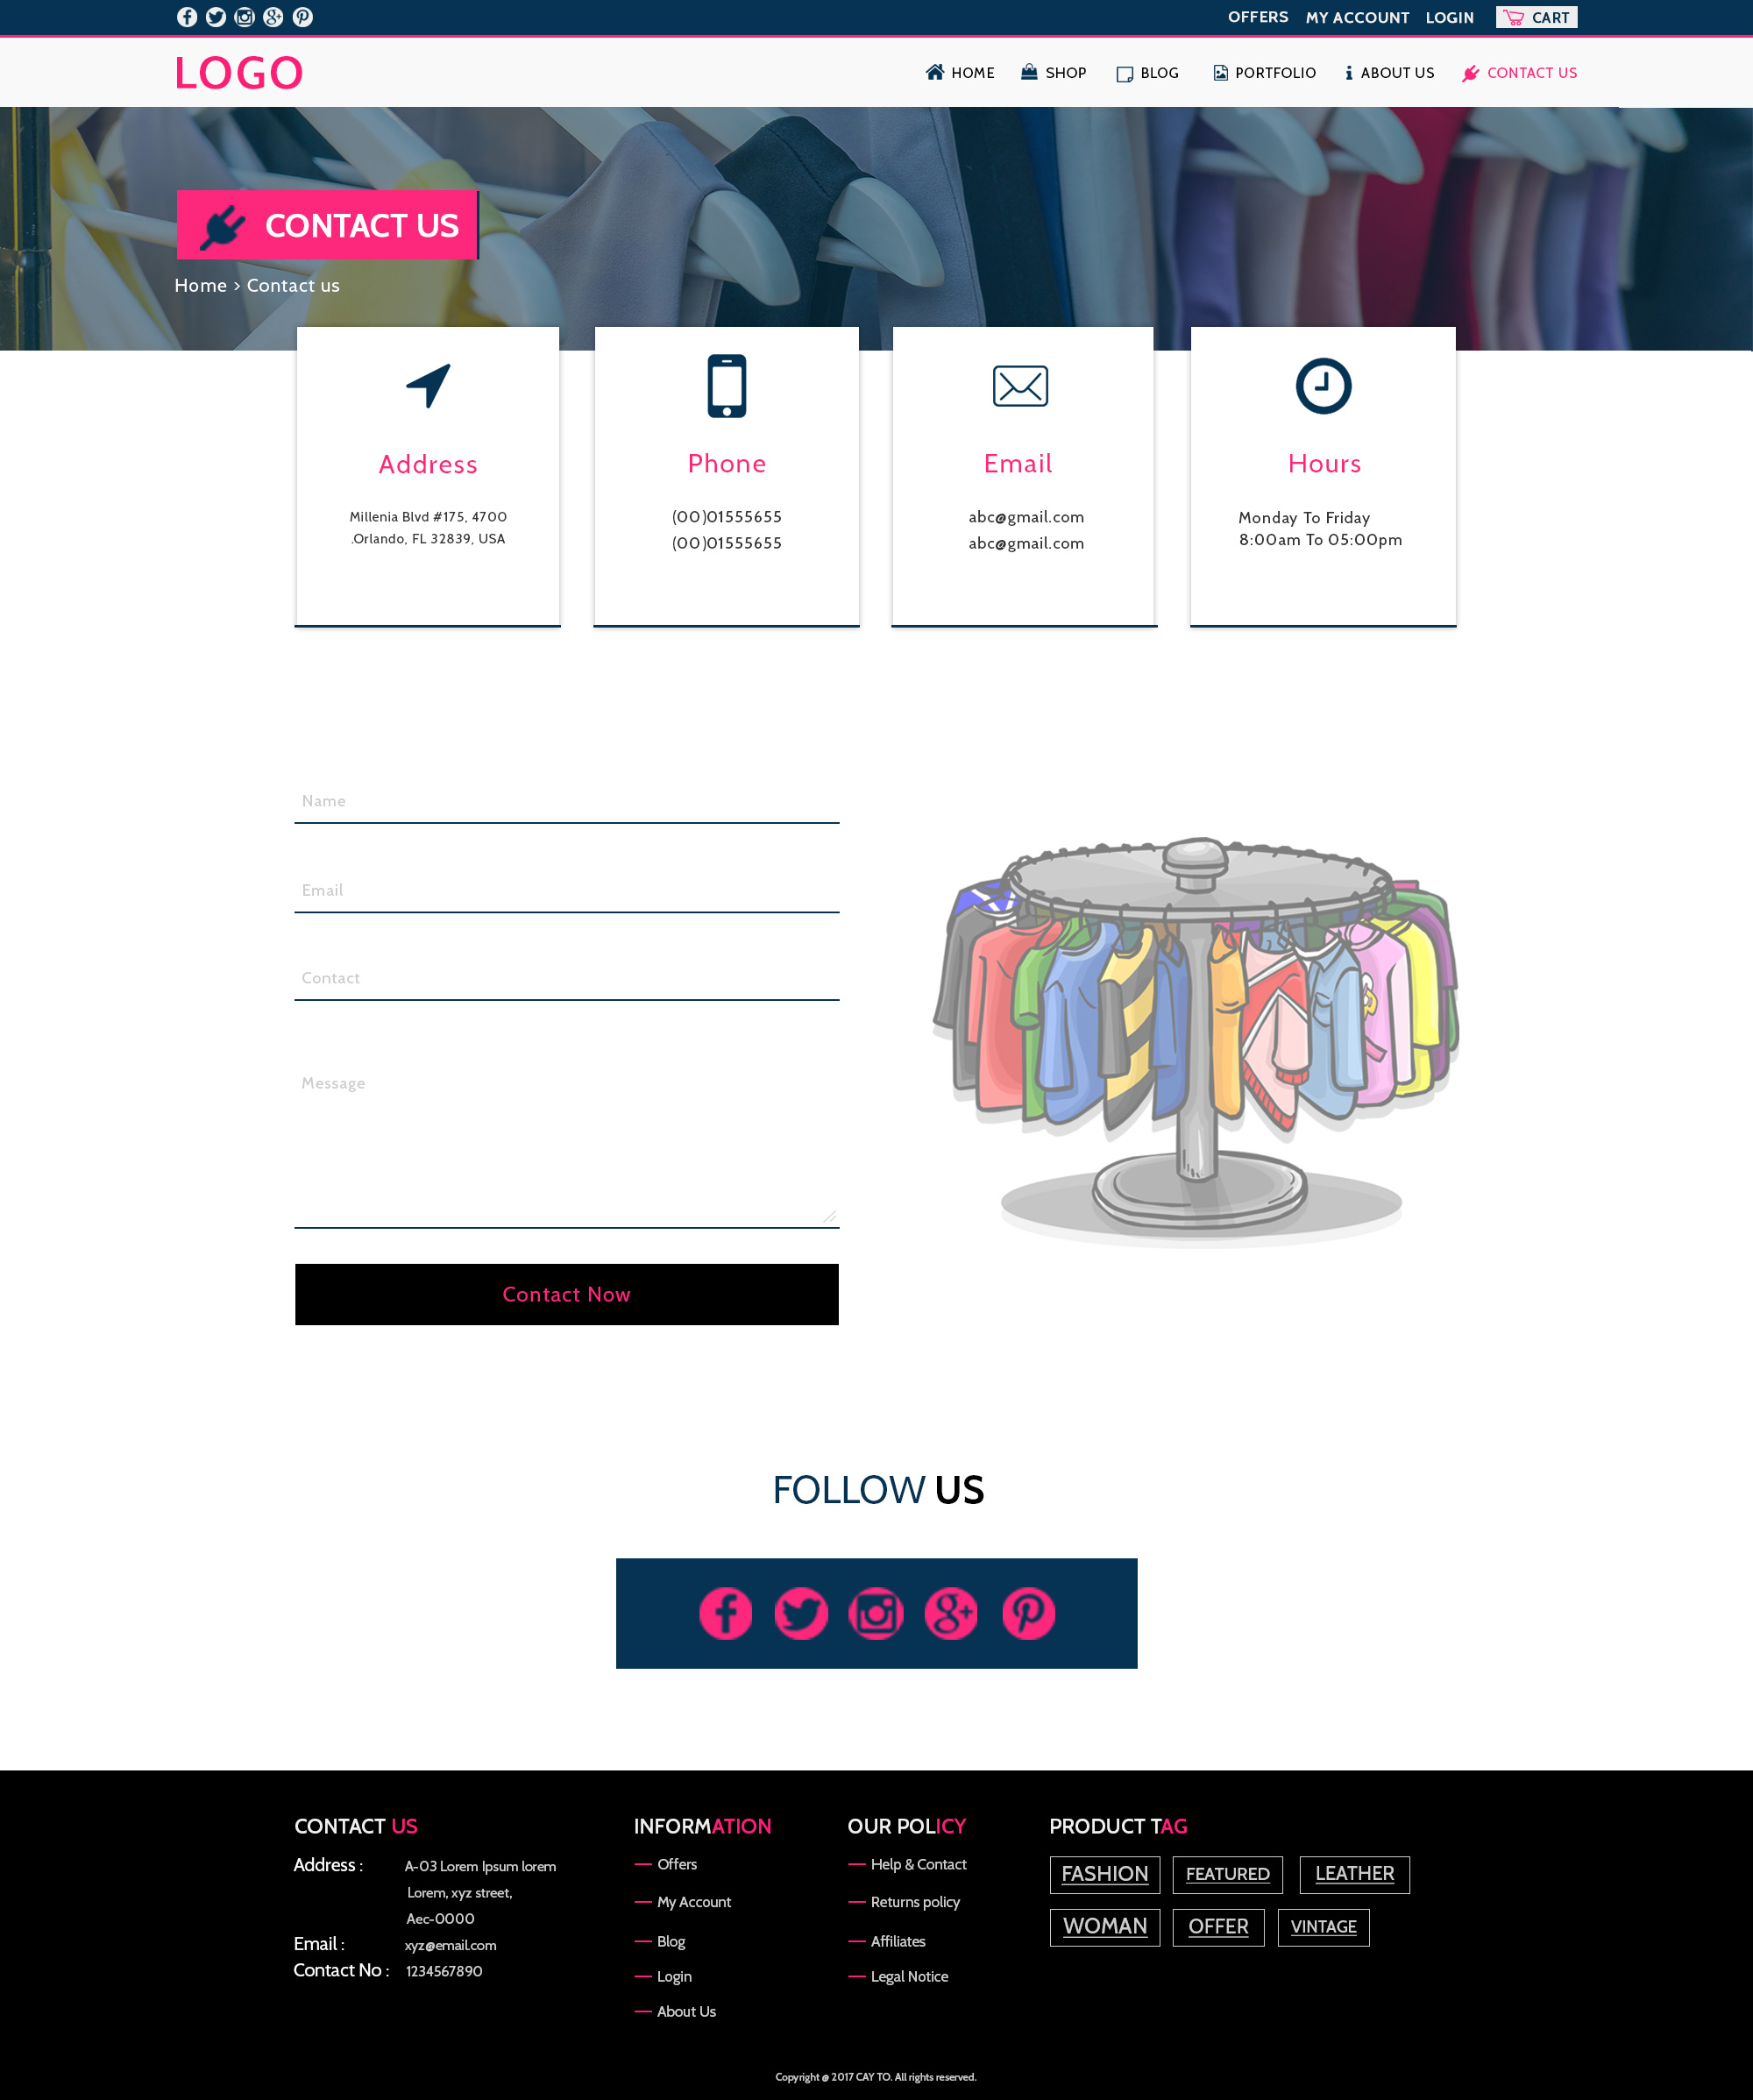 OFFERS MY ACCOUNT LOGIN CART
LOGO
HOME SHOP BLOG PORTFOLIO ABOUT US CONTACT US
CONTACT US
Home > Contact us
Address
Millenia Blvd #175, 4700
.Orlando, FL 32839, USA
Phone
(00)01555655
(00)01555655
Email
abc@gmail.com
abc@gmail.com
Hours
Monday To Friday
8:00am To 05:00pm
Name
Email
Contact
Message
Contact Now
FOLLOW US
CONTACT US
Address : A-03 Lorem Ipsum lorem
Lorem, xyz street,
Aec-0000
Email : xyz@email.com
Contact No : 1234567890
INFORMATION
Offers
My Account
Blog
Login
About Us
OUR POLICY
Help & Contact
Returns policy
Affiliates
Legal Notice
PRODUCT TAG
FASHION FEATURED LEATHER
WOMAN OFFER VINTAGE
Copyright @ 2017 CAY TO. All rights reserved.